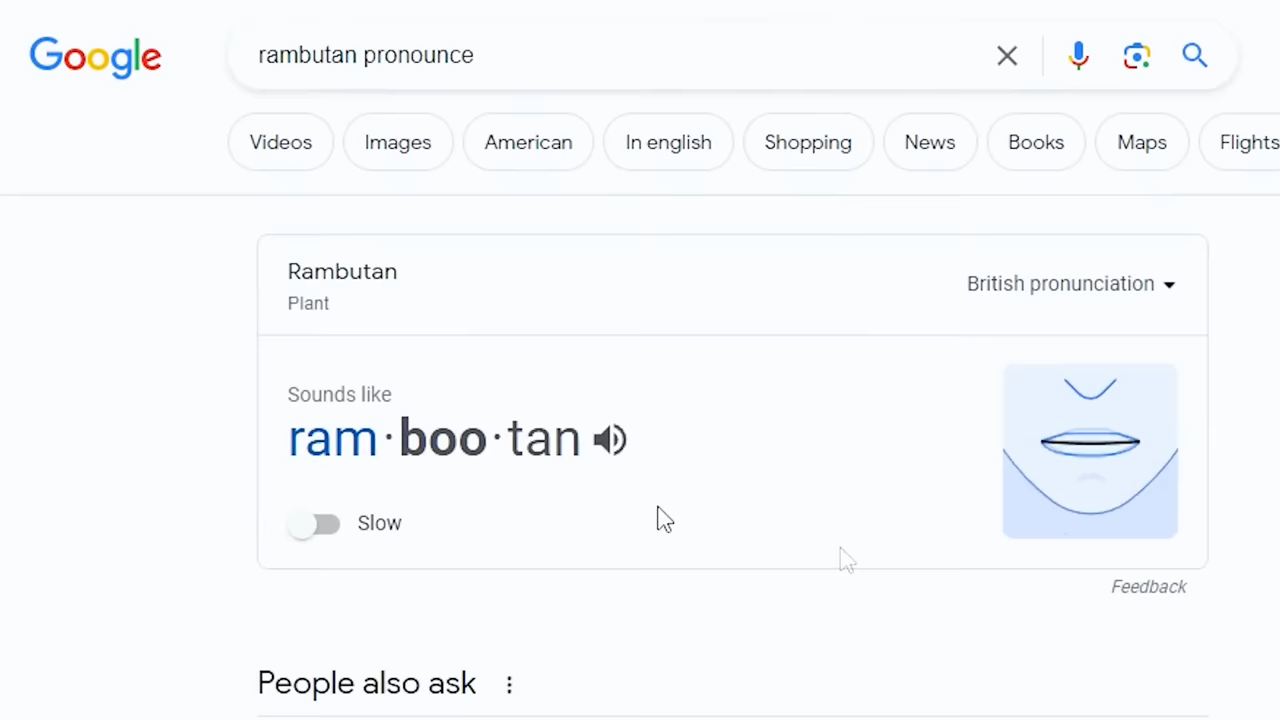 Google
rambutan pronounce
Videos Images American In english Shopping News Books Maps Flights
Rambutan
Plant
British pronunciation
Sounds like
ram·boo·tan
Slow
Feedback
People also ask